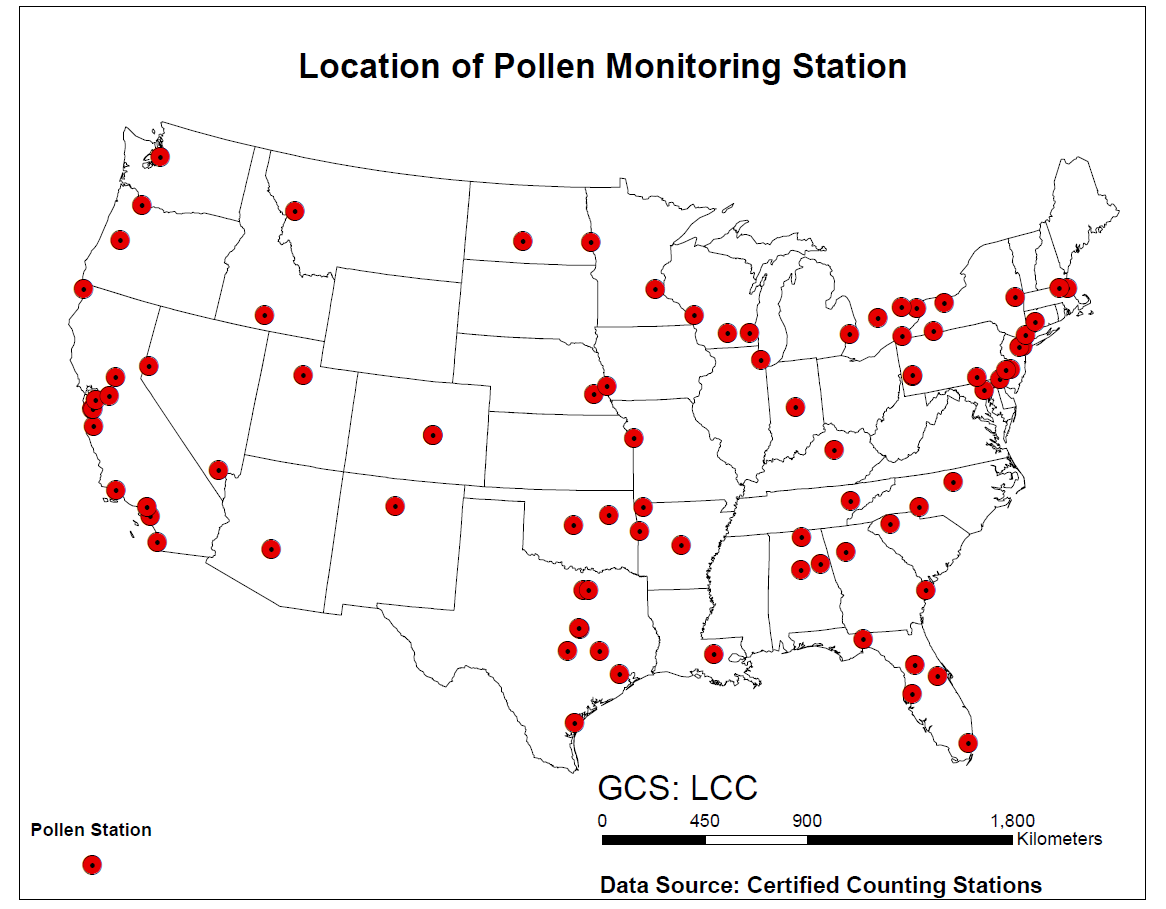 Location of Pollen Monitoring Station
GCS: LCC
0 450 900 1,800
Kilometers
Pollen Station
Data Source: Certified Counting Stations